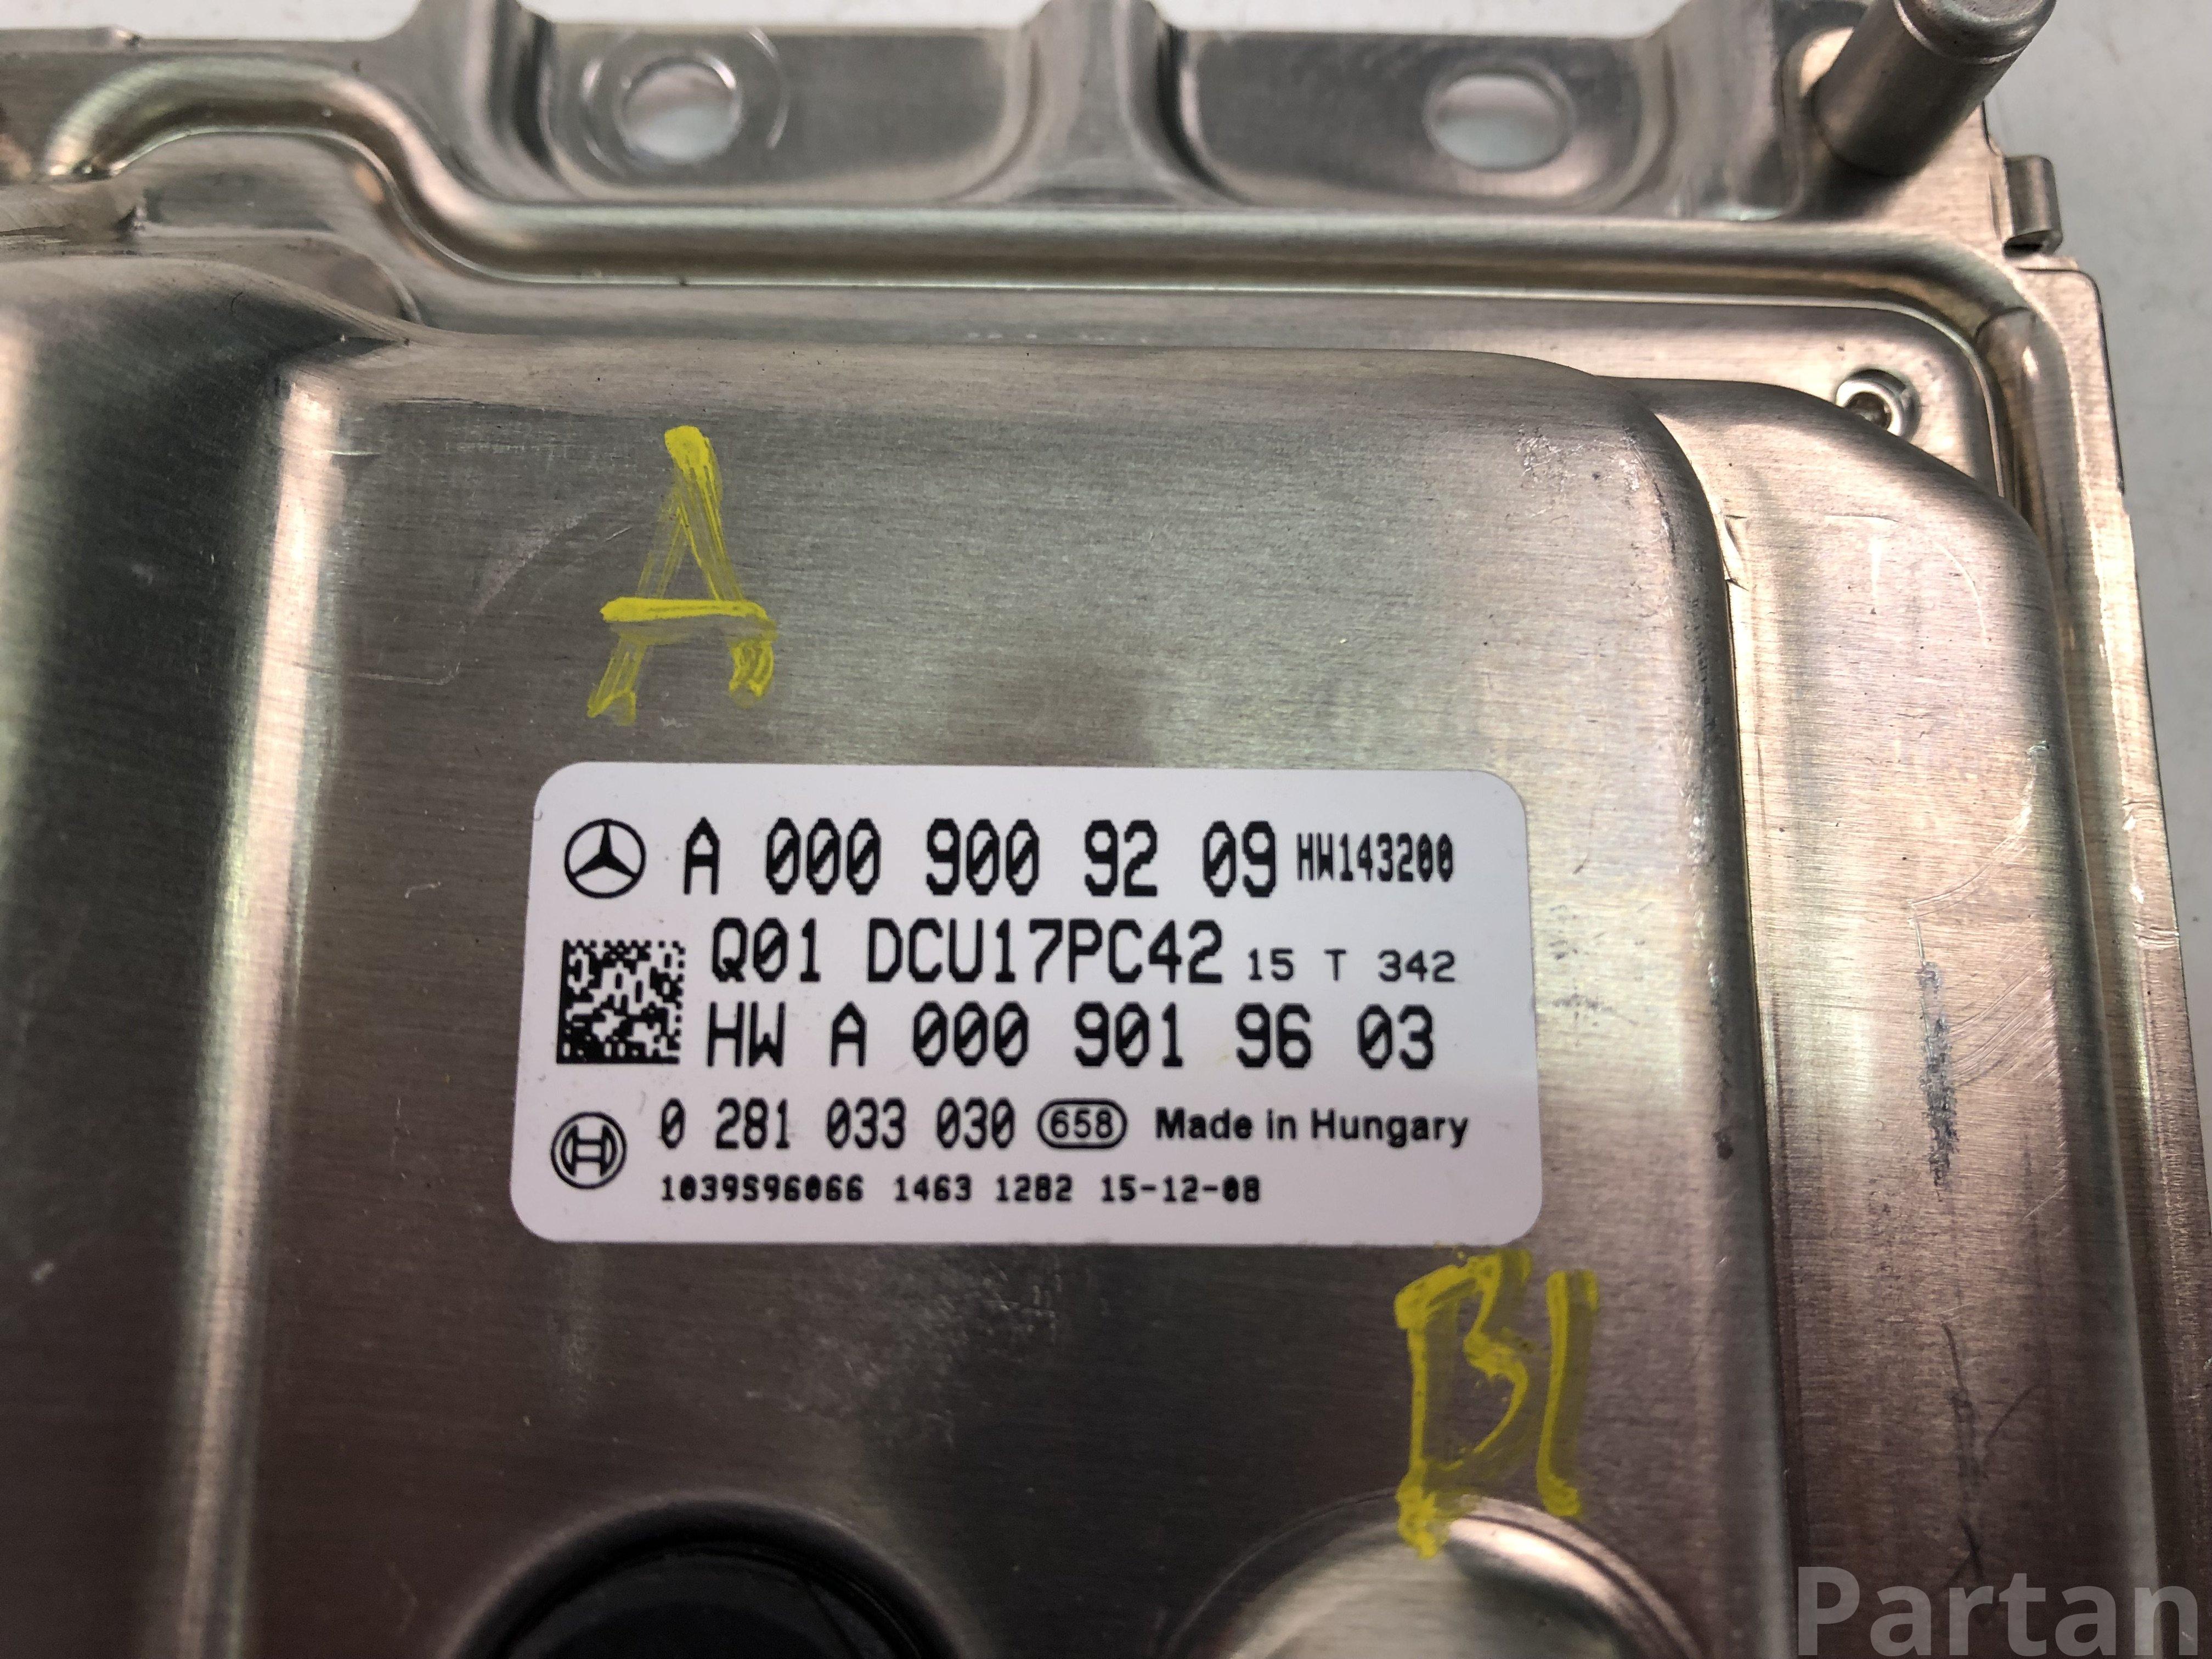 A
A 000 900 92 09 HW143200
Q01 DCU17PC42 15 T 342
HW A 000 901 96 03
0 281 033 030 658 Made in Hungary
1039S96066 1463 1282 15-12-08
B1
Partan